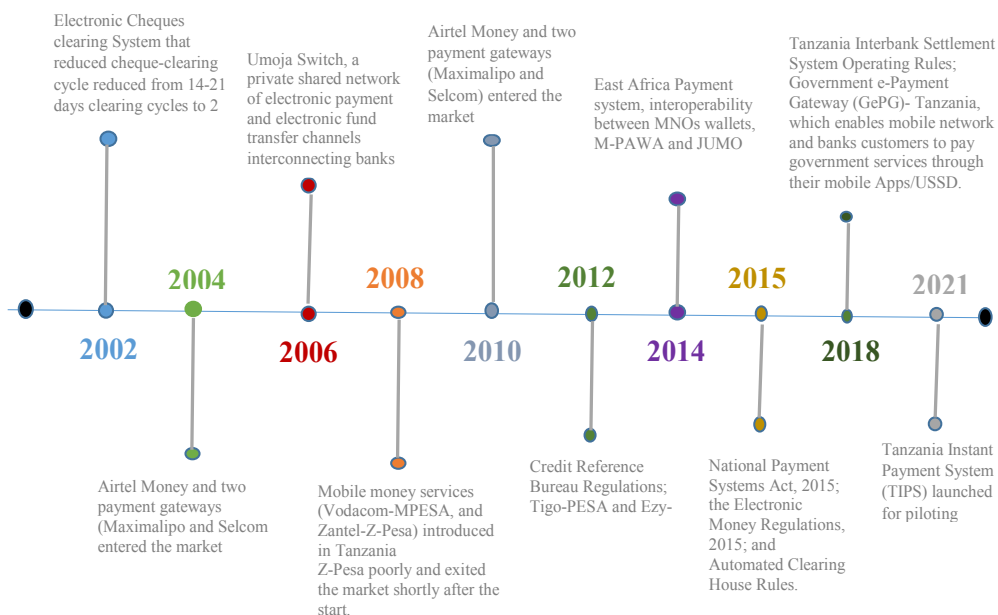 Electronic Cheques
clearing System that
reduced cheque-clearing
cycle reduced from 14-21
days clearing cycles to 2
Umoja Switch, a
private shared network
of electronic payment
and electronic fund
transfer channels
interconnecting banks
Airtel Money and two
payment gateways
(Maximalipo and
Selcom) entered the
market
East Africa Payment
system, interoperability
between MNOs wallets,
M-PAWA and JUMO
Tanzania Interbank Settlement
System Operating Rules;
Government e-Payment
Gateway (GePG)- Tanzania,
which enables mobile network
and banks customers to pay
government services through
their mobile Apps/USSD.
2002
2004
2006
2008
2010
2012
2014
2015
2018
2021
Airtel Money and two
payment gateways
(Maximalipo and Selcom
entered the market
Mobile money services
(Vodacom-MPESA, and
Zantel-Z-Pesa) introduced
in Tanzania
Z-Pesa poorly and exited
the market shortly after the
start.
Credit Reference
Bureau Regulations;
Tigo-PESA and Ezy-
National Payment
Systems Act, 2015;
the Electronic
Money Regulations,
2015; and
Automated Clearing
House Rules.
Tanzania Instant
Payment System
(TIPS) launched
for piloting